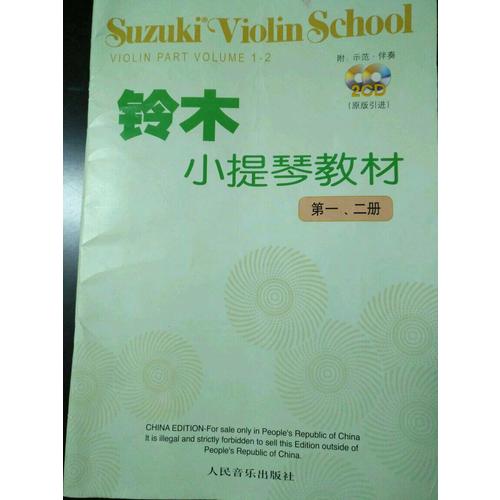 Suzuki® Violin School
VIOLIN PART VOLUME 1-2
附：示范·伴奏
2CD
(原版引进)
铃木
小提琴教材
第一、二册
CHINA EDITION-For sale only in People's Republic of China
It is illegal and strictly forbidden to sell this Edition outside of
People's Republic of China.
人民音乐出版社